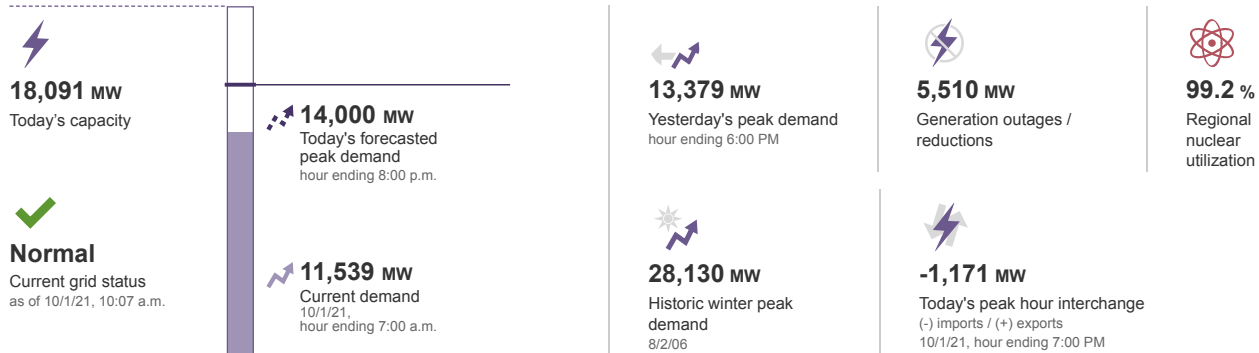 18,091 MW
Today's capacity
Normal
Current grid status
as of 10/1/21, 10:07 a.m.
14,000 MW
Today's forecasted
peak demand
hour ending 8:00 p.m.
11,539 MW
Current demand
10/1/21,
hour ending 7:00 a.m.
13,379 MW
Yesterday's peak demand
hour ending 6:00 PM
5,510 MW
Generation outages /
reductions
99.2 %
Regional
nuclear
utilization
28,130 MW
Historic winter peak
demand
8/2/06
-1,171 MW
Today's peak hour interchange
(-) imports / (+) exports
10/1/21, hour ending 7:00 PM